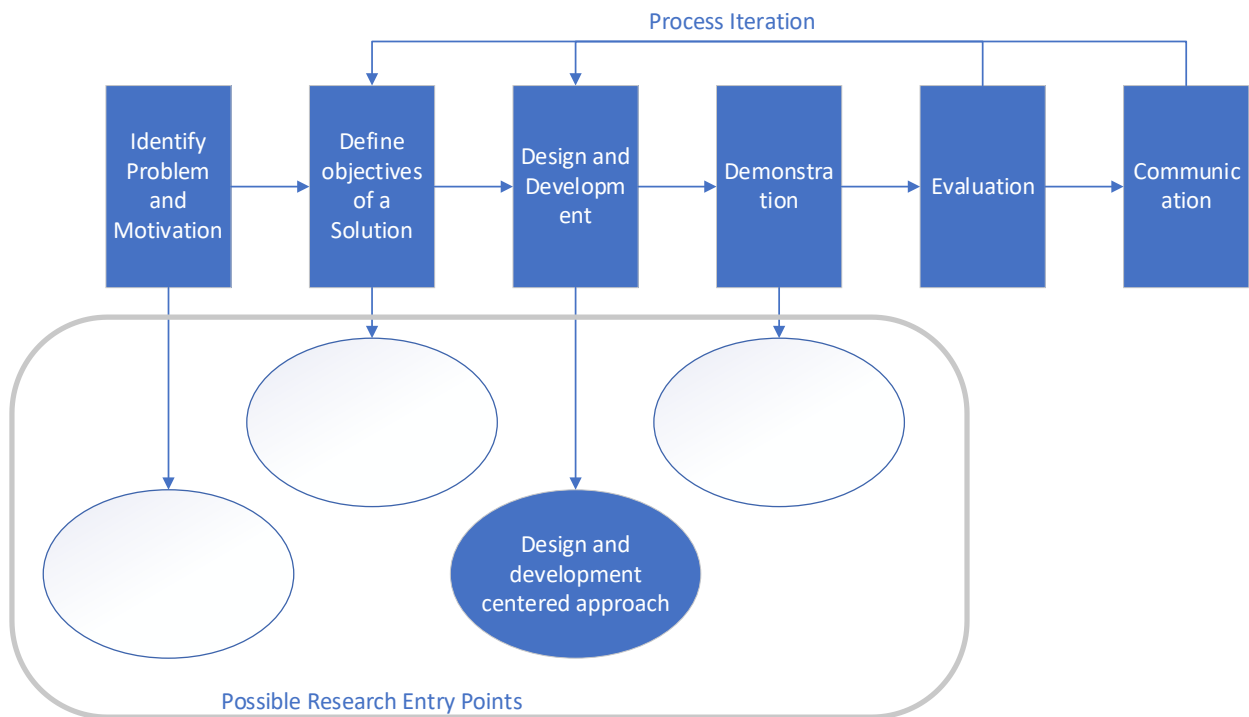 Process Iteration
Identify
Problem
and
Motivation
Define
objectives
of a
Solution
Design and
Developm
ent
Demonstra
tion
Evaluation
Communic
ation
Design and
development
centered approach
Possible Research Entry Points